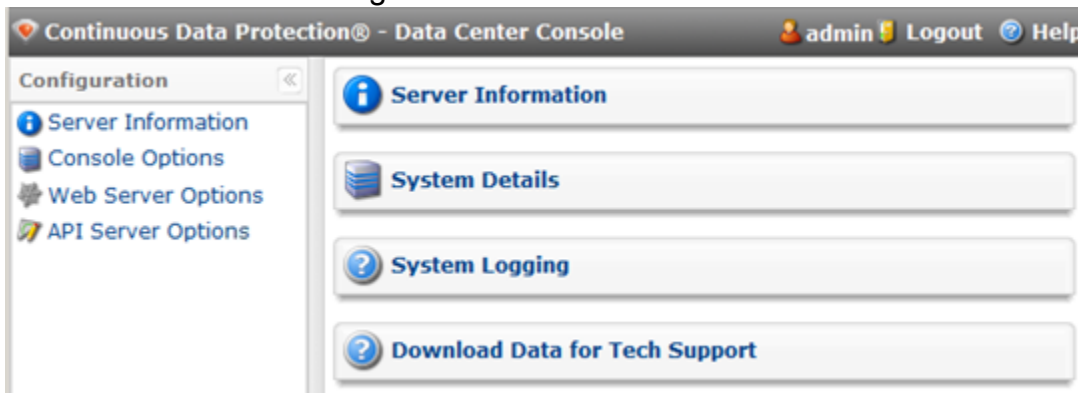 Continuous Data Protection® - Data Center Console admin Logout Help
Configuration
Server Information
Console Options
Web Server Options
API Server Options
Server Information
System Details
System Logging
Download Data for Tech Support